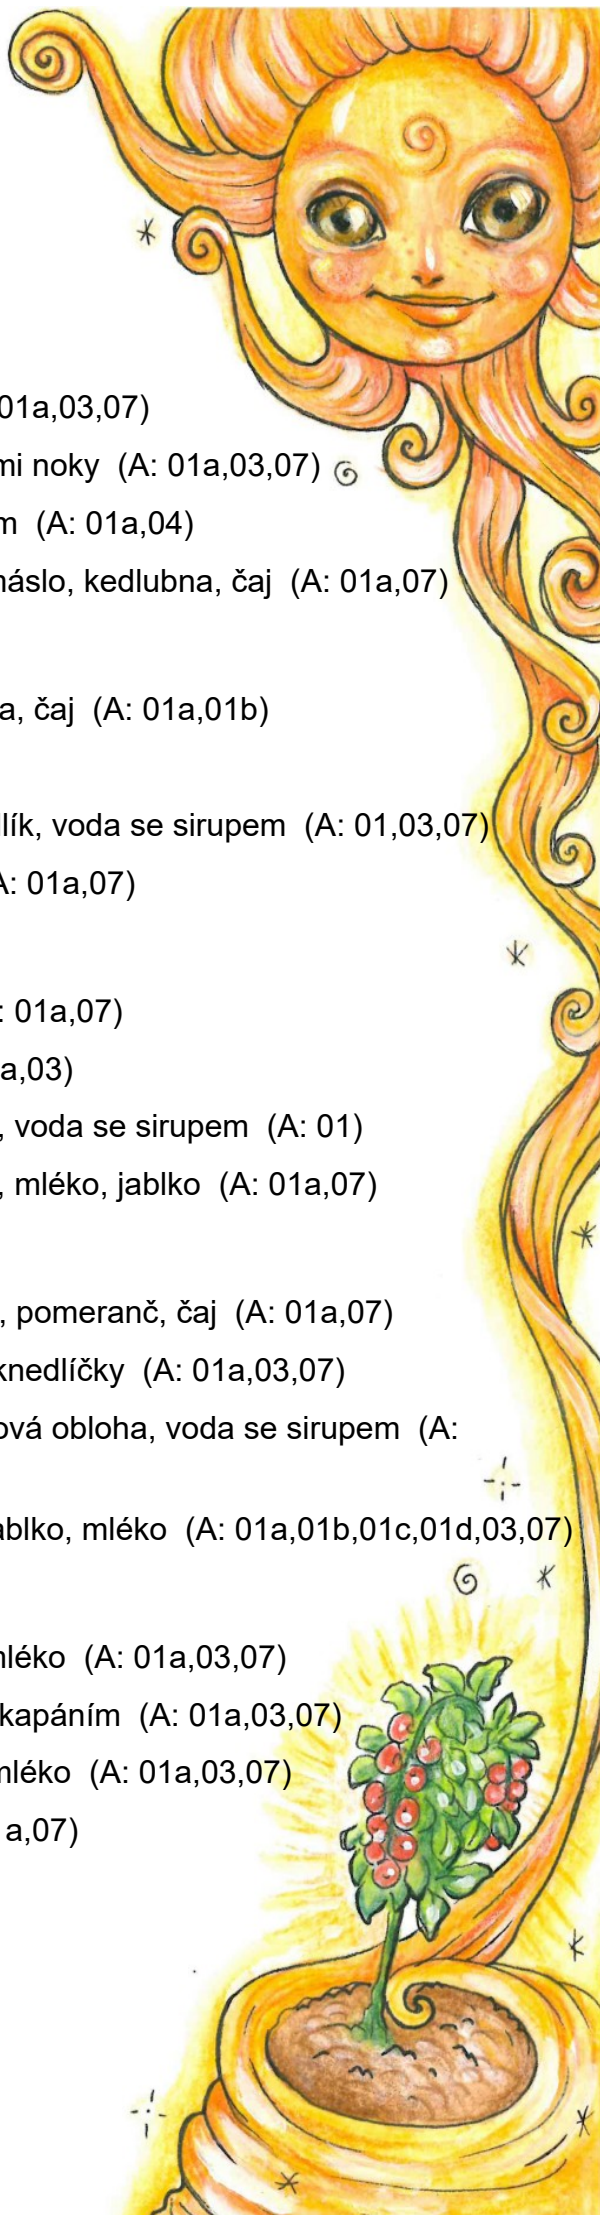 01a,03,07)
mi noky (A: 01a,03,07)
m (A: 01a,04)
máslo, kedlubna, čaj (A: 01a,07)
a, čaj (A: 01a,01b)
lík, voda se sirupem (A: 01,03,07)
A: 01a,07)
: 01a,07)
a,03)
, voda se sirupem (A: 01)
, mléko, jablko (A: 01a,07)
, pomeranč, čaj (A: 01a,07)
knedlíčky (A: 01a,03,07)
ová obloha, voda se sirupem (A:
ablko, mléko (A: 01a,01b,01c,01d,03,07)
mléko (A: 01a,03,07)
kapáním (A: 01a,03,07)
mléko (A: 01a,03,07)
a,07)